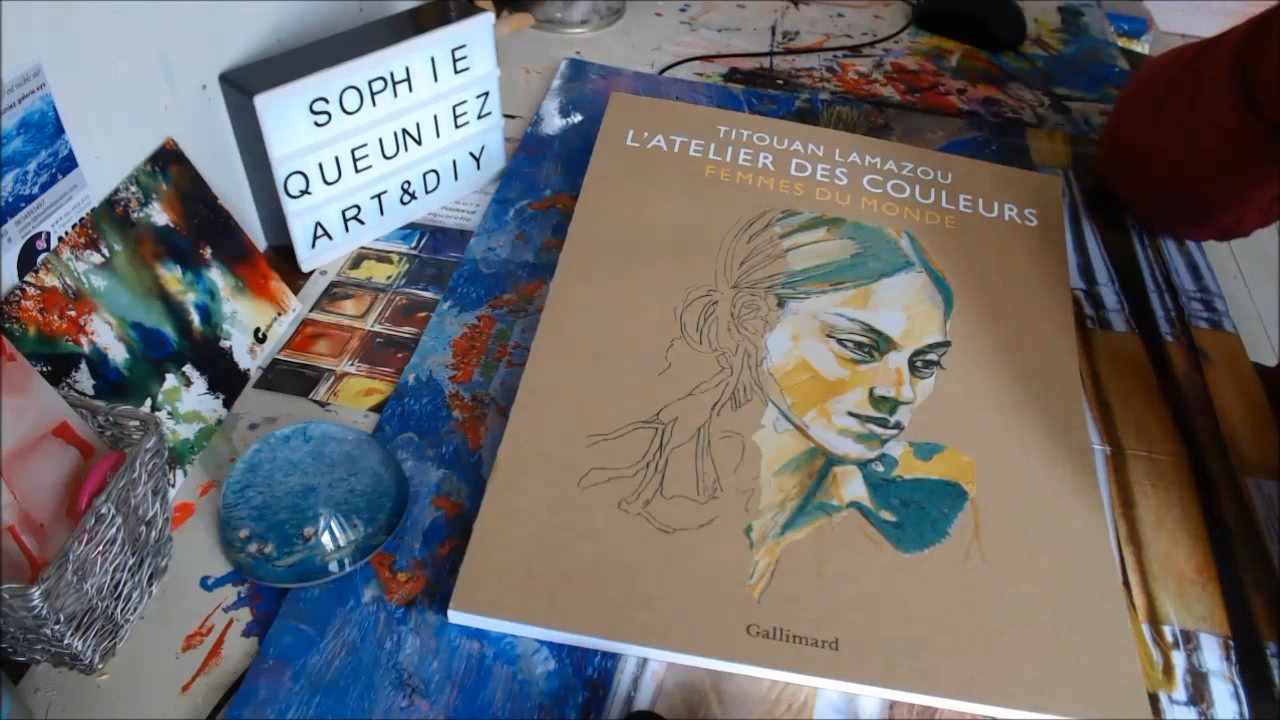 SOPHIE
QUEUNIEZ
ART&DIY
TITOUAN LAMAZOU
L'ATELIER DES COULEURS
FEMMES DU MONDE
Gallimard